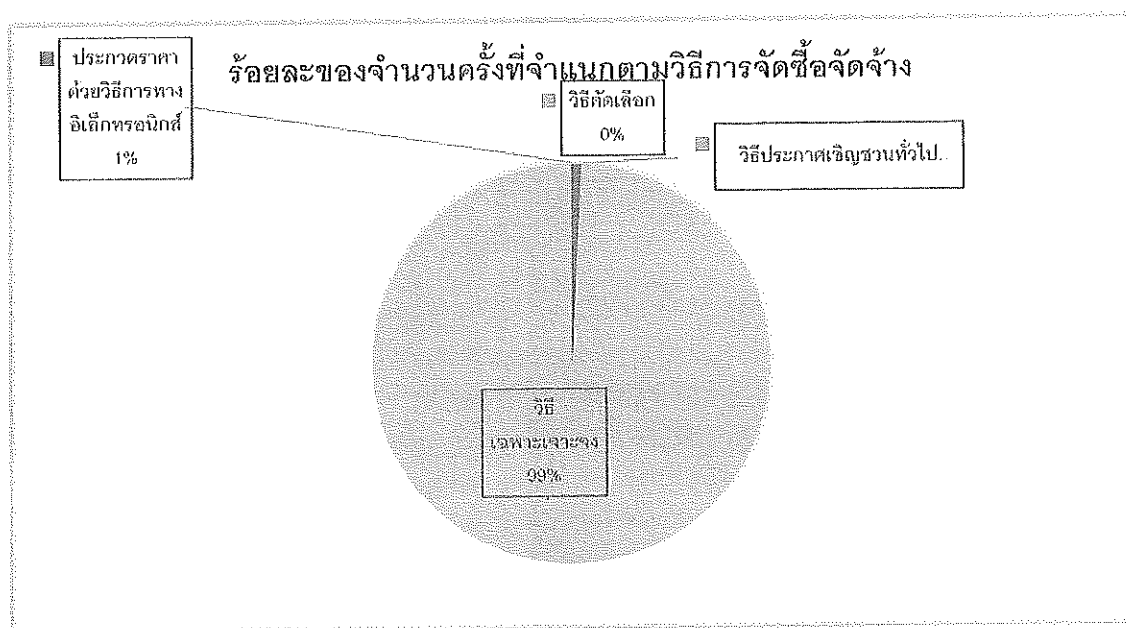 ร้อยละของจำนวนครั้งที่จำแนกตามวิธีการจัดซื้อจัดจ้าง
ประกวดราคา
ด้วยวิธีการทาง
อิเล็กทรอนิกส์
1%
วิธีคัดเลือก
0%
วิธีประกาศเชิญชวนทั่วไป..
วิธี
เฉพาะเจาะจง
99%